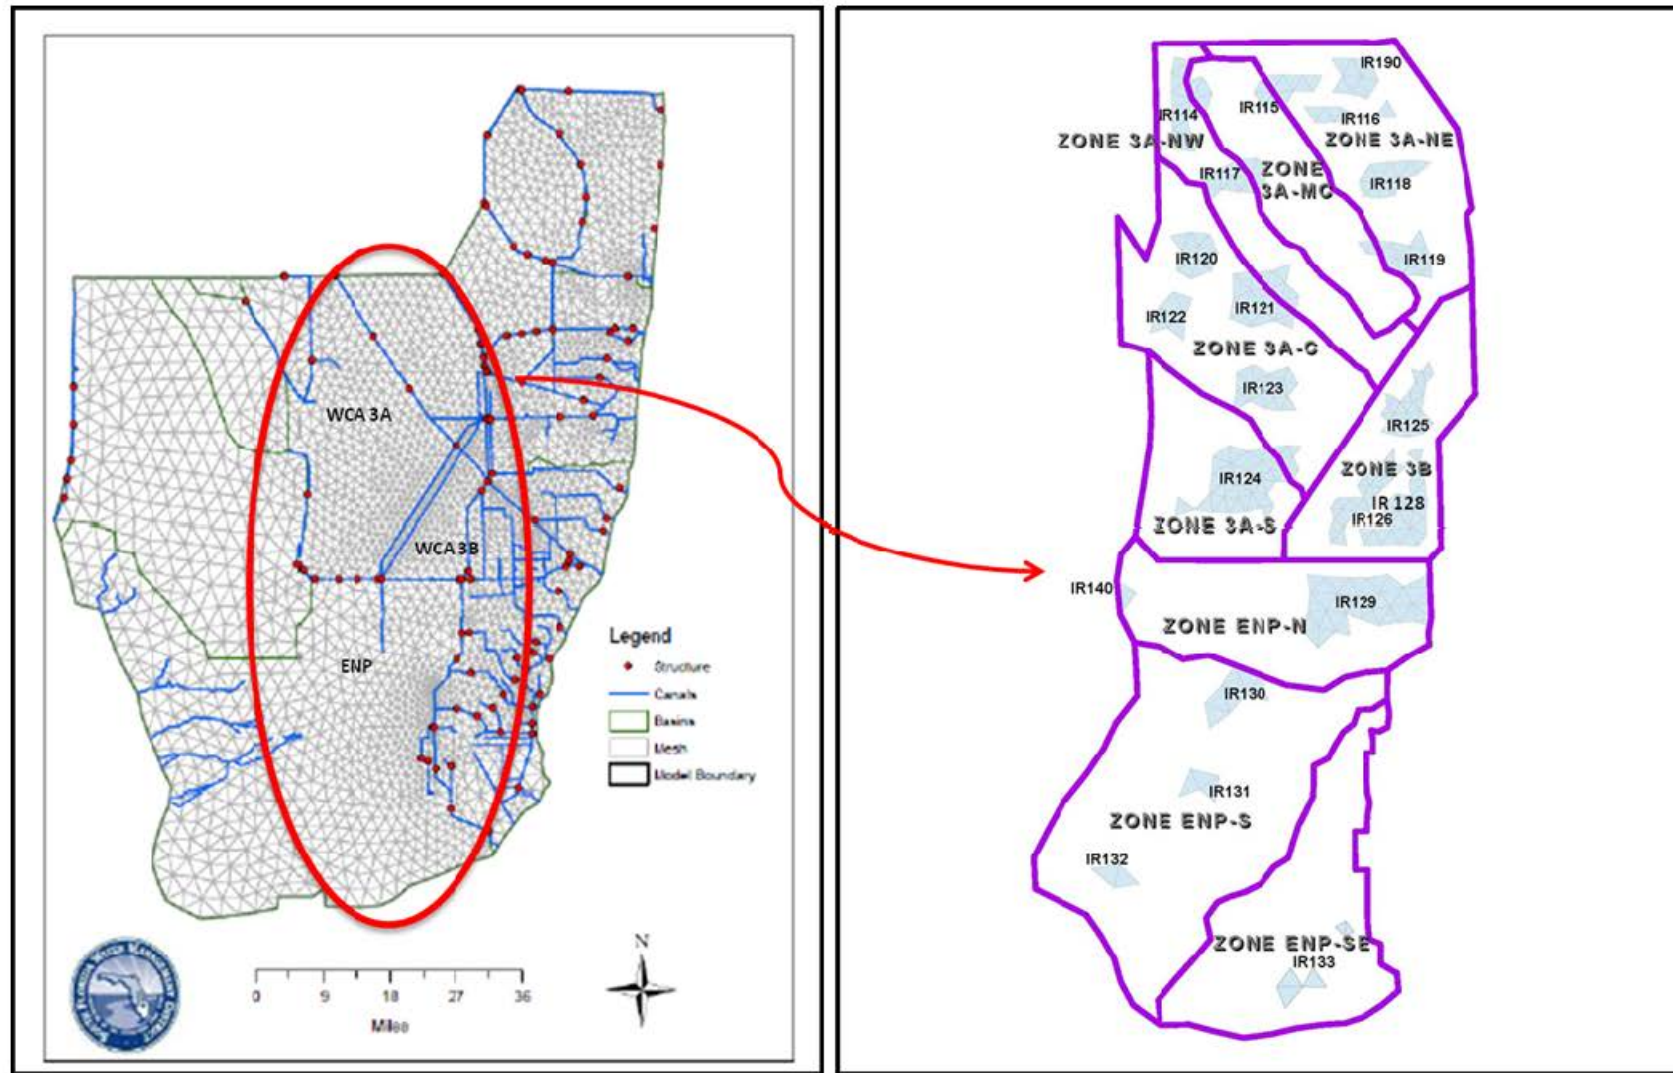 WCA 3A
WCA 3B
ENP
Legend
Structure
Canals
Basins
Mesh
Model Boundary
N
0 9 18 27 36
Miles
IR190
IR114
IR115
IR116
ZONE 3A-NW
ZONE 3A-NE
IR117
ZONE
3A-MC
IR118
IR120
IR119
IR122
IR121
ZONE 3A-C
IR123
IR125
ZONE 3B
IR124
IR 128
IR126
ZONE 3A-S
IR140
IR129
ZONE ENP-N
IR130
IR131
ZONE ENP-S
IR132
ZONE ENP-SE
IR133